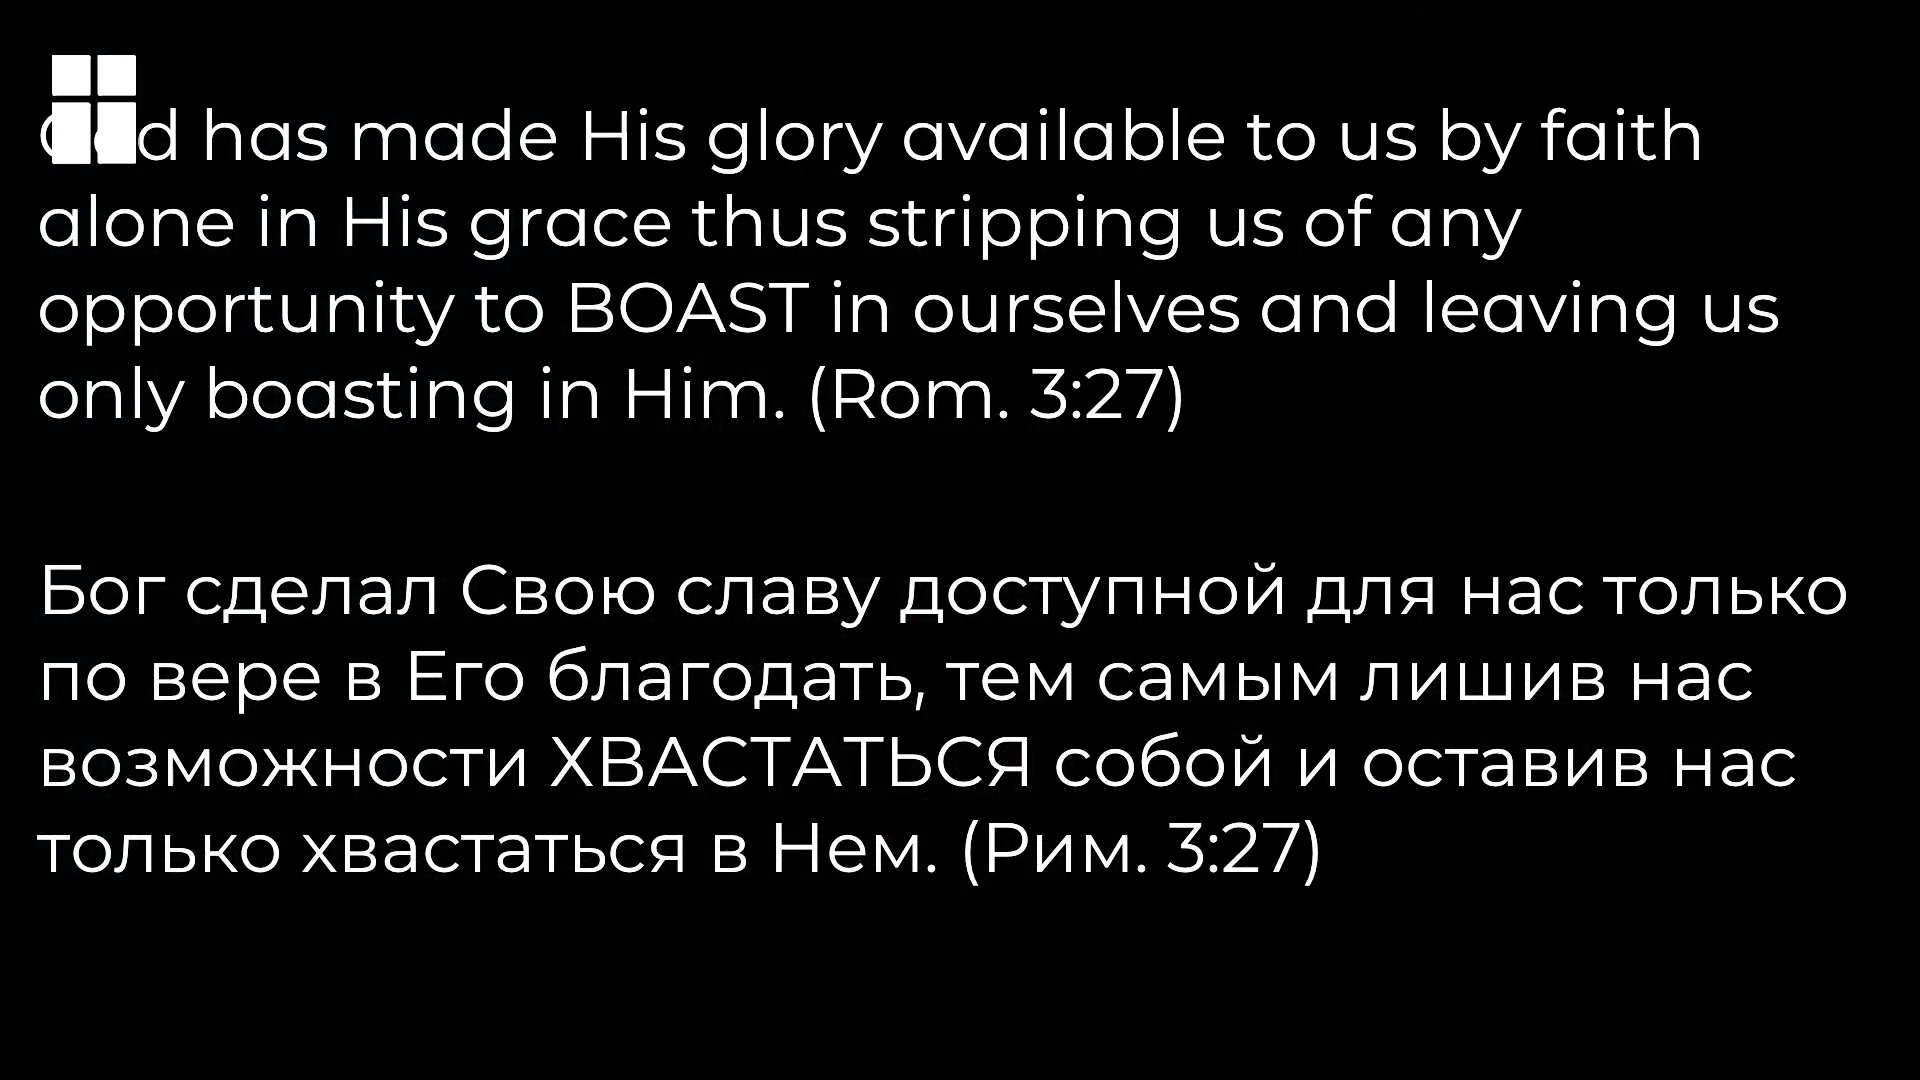 God has made His glory available to us by faith
alone in His grace thus stripping us of any
opportunity to BOAST in ourselves and leaving us
only boasting in Him. (Rom. 3:27)
Бог сделал Свою славу доступной для нас только
по вере в Его благодать, тем самым лишив нас
возможности ХВАСТАТЬСЯ собой и оставив нас
только хвастаться в Нем. (Рим. 3:27)